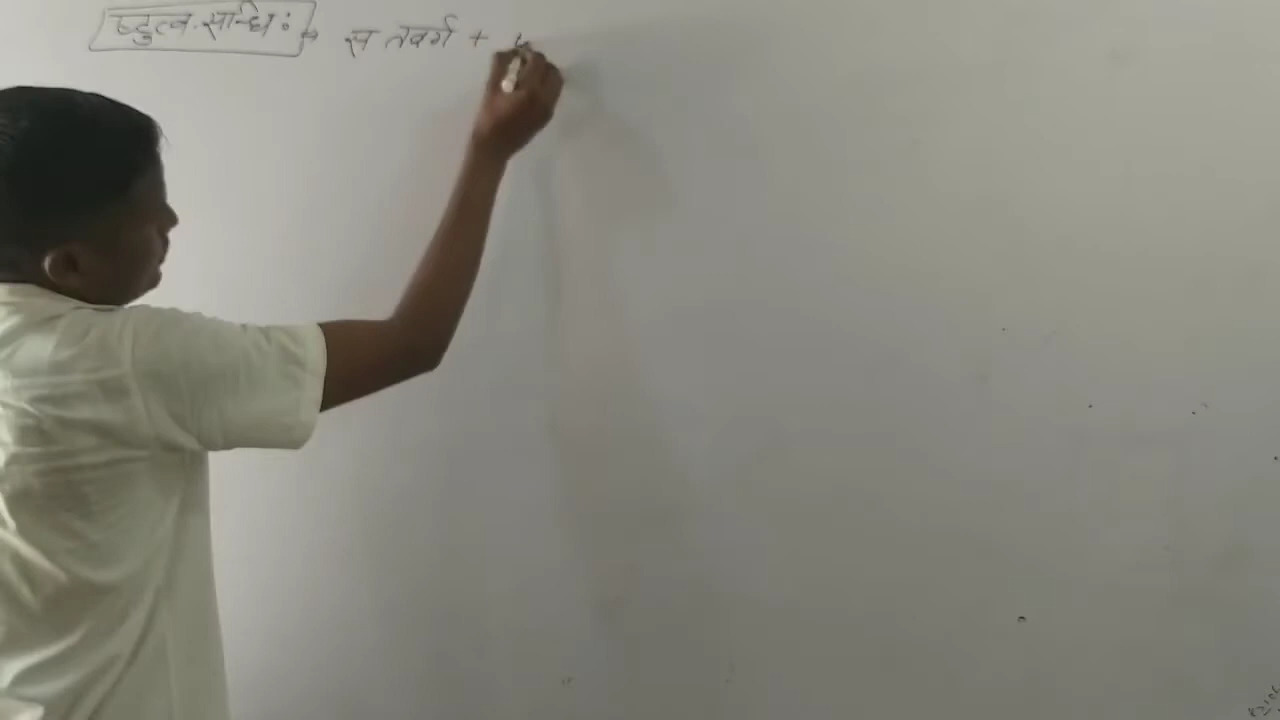 ष्टुत्व सन्धिः → स तवर्ग +